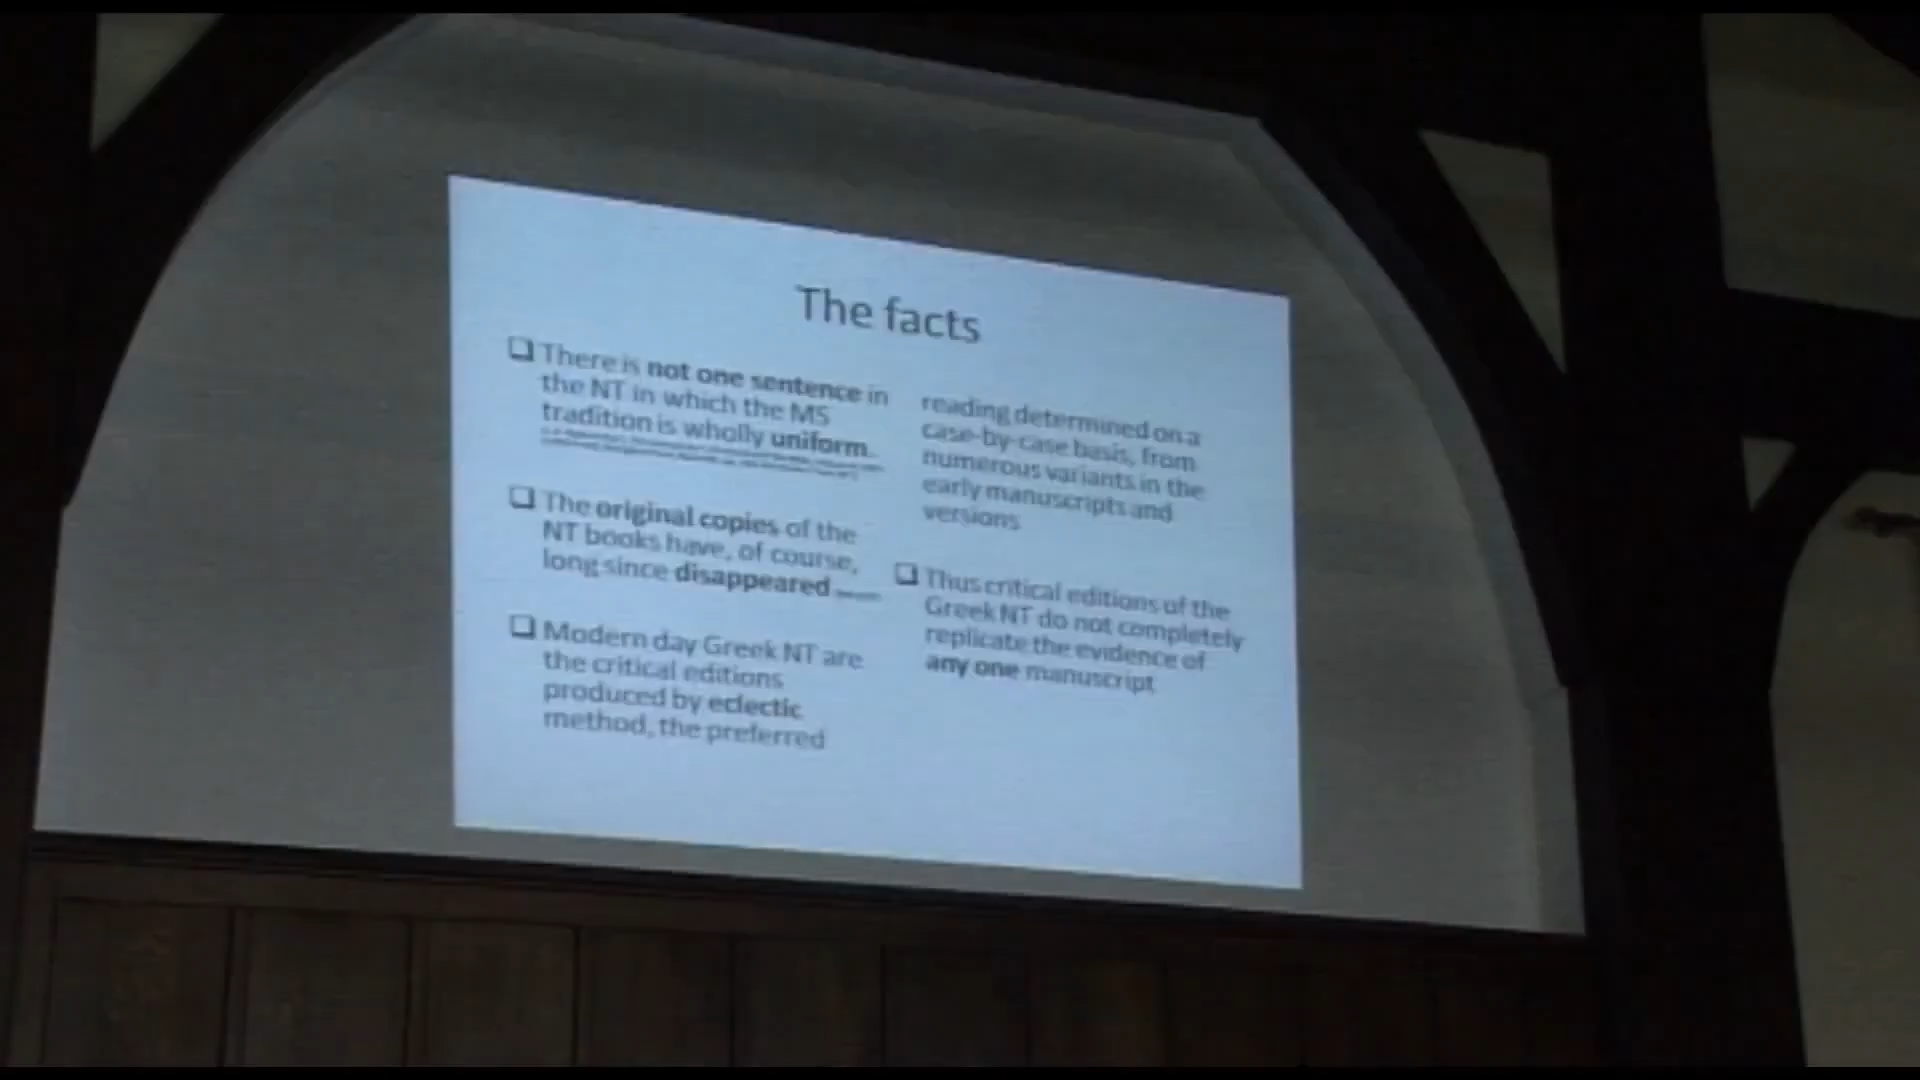 The facts
❑ There is not one sentence in
the NT in which the MS
tradition is wholly uniform.
❑ The original copies of the
NT books have, of course,
long since disappeared
❑ Modern day Greek NT are
the critical editions
produced by eclectic
method, the preferred
reading determined on a
case-by-case basis, from
numerous variants in the
early manuscripts and
versions
❑ Thus critical editions of the
Greek NT do not completely
replicate the evidence of
any one manuscript